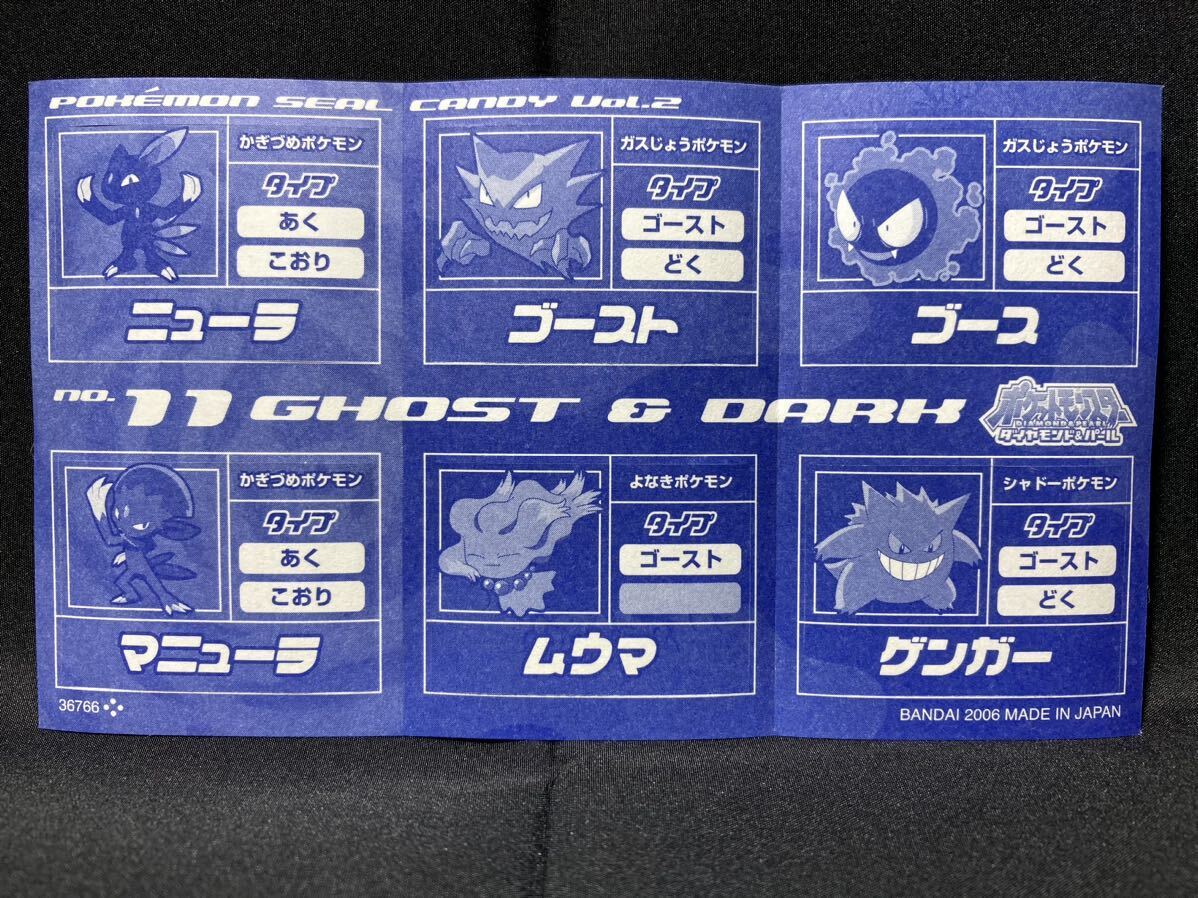 POKéMON SEAL CANDY Vol.2
かぎづめポケモン
タイプ
あく
こおり
ニューラ
ガスじょうポケモン
タイプ
ゴースト
どく
ゴースト
ガスじょうポケモン
タイプ
ゴースト
どく
ゴース
no. 11 GHOST & DARK
ポケットモンスター
DIAMOND&PEARL
ダイヤモンド&パール
かぎづめポケモン
タイプ
あく
こおり
マニューラ
よなきポケモン
タイプ
ゴースト
ムウマ
シャドーポケモン
タイプ
ゴースト
どく
ゲンガー
36766
BANDAI 2006 MADE IN JAPAN